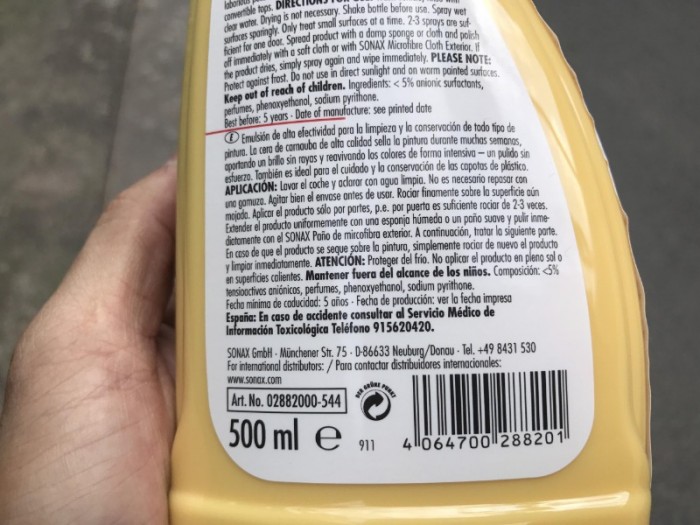 convertible tops. DIRECTIONS FOR
clear water. Drying is not necessary. Shake bottle before use. Spray wet
surfaces sparingly. Only treat small surfaces at a time. 2-3 sprays are suf-
ficient for one door. Spread product with a damp sponge or cloth and polish
off immediately with a soft cloth or with SONAX Microfibre Cloth Exterior. If
the product dries, simply spray again and wipe immediately. PLEASE NOTE:
Protect against frost. Do not use in direct sunlight and on warm painted surfaces.
Keep out of reach of children. Ingredients: < 5% anionic surfactants,
perfumes, phenoxyethanol, sodium pyrithone.
Best before: 5 years - Date of manufacture: see printed date
E Emulsión de alta efectividad para la limpieza y la conservación de todo tipo de
pintura. La cera de carnauba de alta calidad sella la pintura durante muchas semanas,
aportando un brillo sin rayas y reavivando los colores de forma intensiva – un pulido sin
esfuerzo. También es ideal para el cuidado y la conservación de las capotas de plástico.
APLICACIÓN: Lavar el coche y aclarar con agua limpia. No es necesario repasar con
una gamuza. Agitar bien el envase antes de usar. Rociar finamente sobre la superficie aún
mojada. Aplicar el producto sólo por partes, p.e. por puerta es suficiente rociar de 2-3 veces.
Extender el producto uniformemente con una esponja húmeda o un paño suave y pulir inme-
diatamente con el SONAX Paño de mircofibra exterior. A continuación, tratar la siguiente parte.
En caso de que el producto se seque sobre la pintura, simplemente rociar de nuevo el producto
y limpiar inmediatamente. ATENCIÓN: Proteger del frío. No aplicar el producto en pleno sol o
en superficies calientes. Mantener fuera del alcance de los niños. Composición: <5%
tensioactivos aniónicos, perfumes, phenoxyethanol, sodium pyrithone.
Fecha mínima de caducidad: 5 años - Fecha de producción: ver la fecha impresa
España: En caso de accidente consultar al Servicio Médico de
Información Toxicológica Teléfono 915620420.
SONAX GmbH · Münchener Str. 75 · D-86633 Neuburg/Donau · Tel. +49 8431 530
For international distributors: / Para contactar distribuidores internacionales:
www.sonax.com
Art. No. 02882000-544
DER GRÜNE PUNKT
500 ml e
911
4 064700 288201